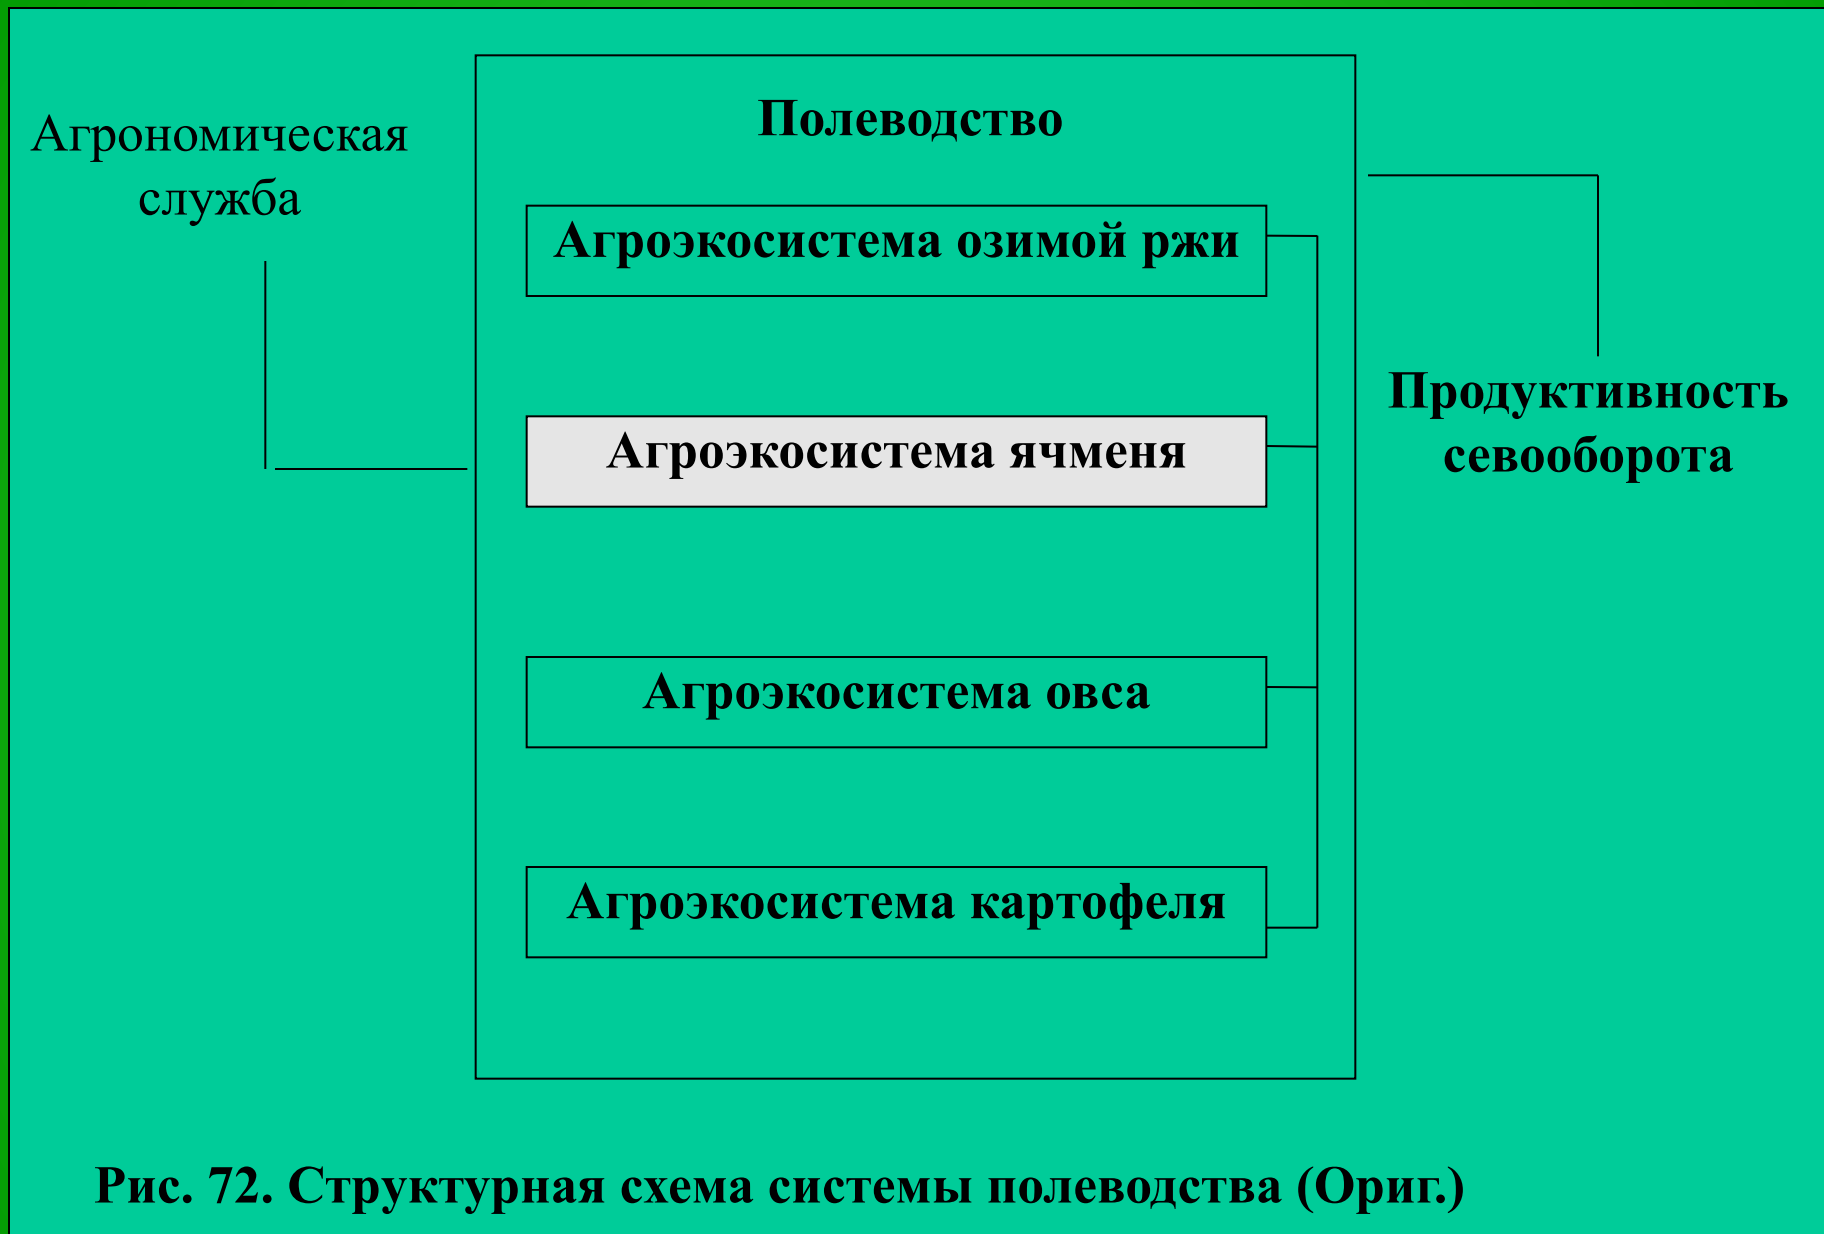 Агрономическая
служба
Полеводство
Агроэкосистема озимой ржи
Агроэкосистема ячменя
Агроэкосистема овса
Агроэкосистема картофеля
Продуктивность
севооборота
Рис. 72. Структурная схема системы полеводства (Ориг.)